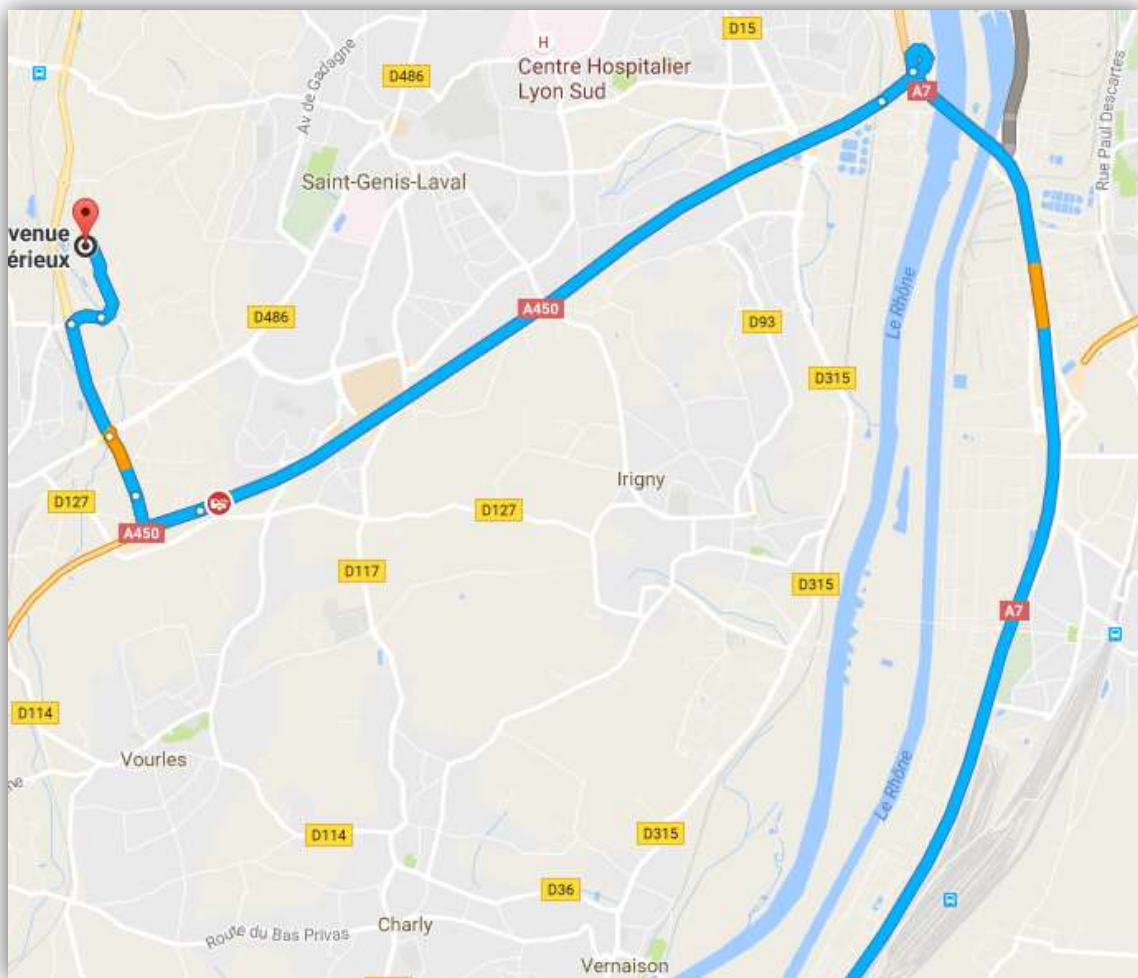 D15
Av de Gadagne
D486
H
Centre Hospitalier
Lyon Sud
A7
Rue Paul Descartes
Saint-Genis-Laval
venue
érieux
Le Rhône
D486
A450
D93
D315
Irigny
D127
D127
A450
D117
D315
A7
D114
Vourles
Le Rhône
D114
D315
D36
Charly
Route du Bas Privas
Vernaison